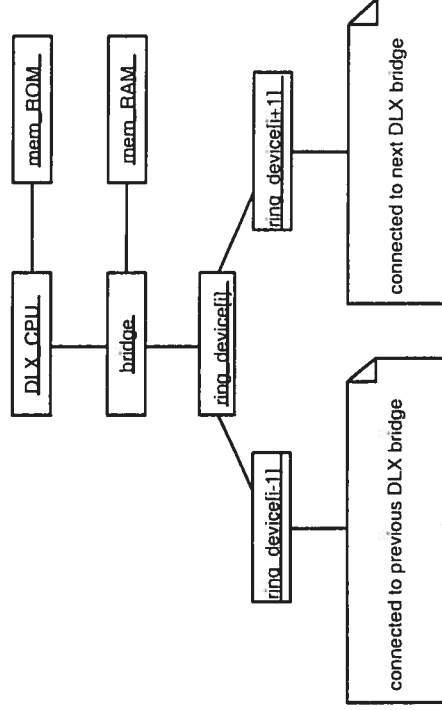 DLX_CPU
mem_ROM
bridge
mem_RAM
ring_device[i]
ring_device[i-1]
ring_device[i+1]
connected to previous DLX bridge
connected to next DLX bridge